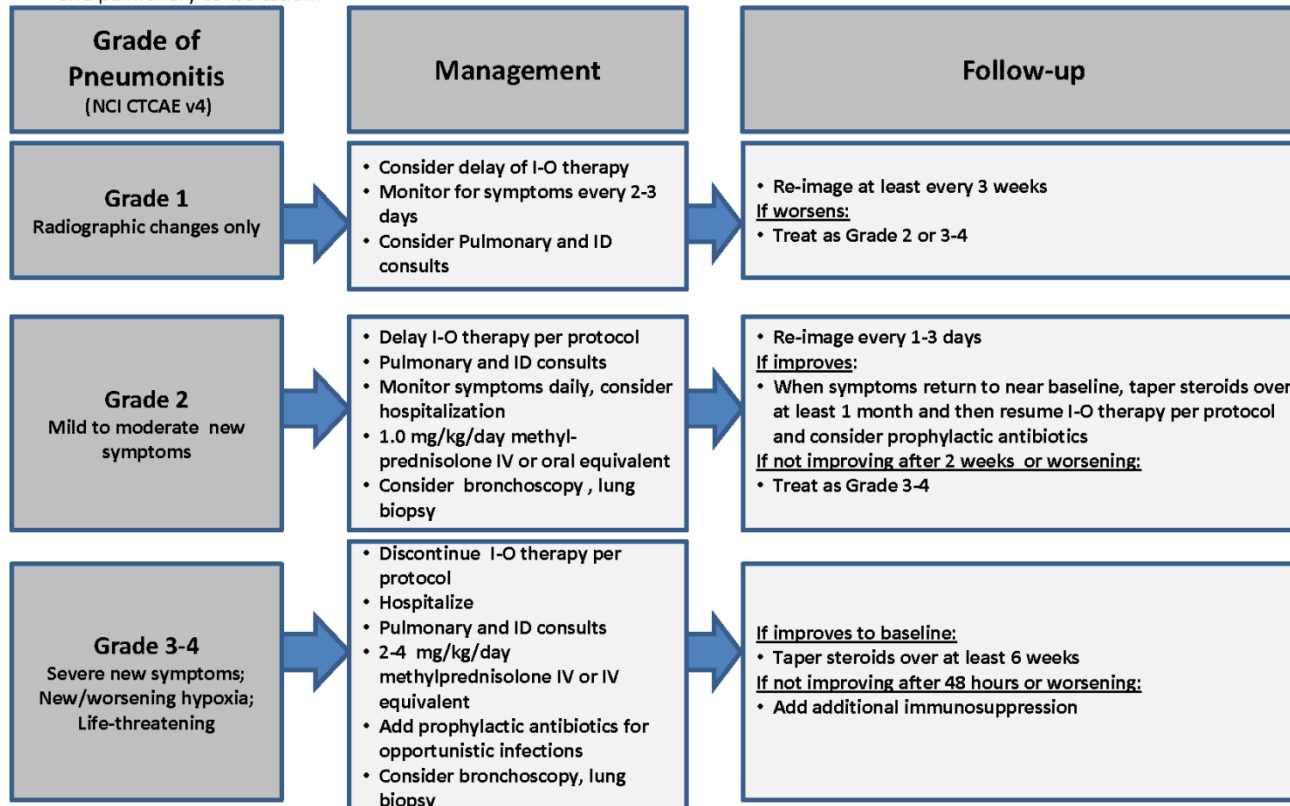 and pulmonary consultation.
Grade of
Pneumonitis
(NCI CTCAE v4)
Management
Follow-up
Grade 1
Radiographic changes only
• Consider delay of I-O therapy
• Monitor for symptoms every 2-3
days
• Consider Pulmonary and ID
consults
• Re-image at least every 3 weeks
If worsens:
• Treat as Grade 2 or 3-4
Grade 2
Mild to moderate new
symptoms
• Delay I-O therapy per protocol
• Pulmonary and ID consults
• Monitor symptoms daily, consider
hospitalization
• 1.0 mg/kg/day methyl-
prednisolone IV or oral equivalent
• Consider bronchoscopy , lung
biopsy
• Re-image every 1-3 days
If improves:
• When symptoms return to near baseline, taper steroids over
at least 1 month and then resume I-O therapy per protocol
and consider prophylactic antibiotics
If not improving after 2 weeks or worsening:
• Treat as Grade 3-4
Grade 3-4
Severe new symptoms;
New/worsening hypoxia;
Life-threatening
• Discontinue I-O therapy per
protocol
• Hospitalize
• Pulmonary and ID consults
• 2-4 mg/kg/day
methylprednisolone IV or IV
equivalent
• Add prophylactic antibiotics for
opportunistic infections
• Consider bronchoscopy, lung
biopsy
If improves to baseline:
• Taper steroids over at least 6 weeks
If not improving after 48 hours or worsening:
• Add additional immunosuppression